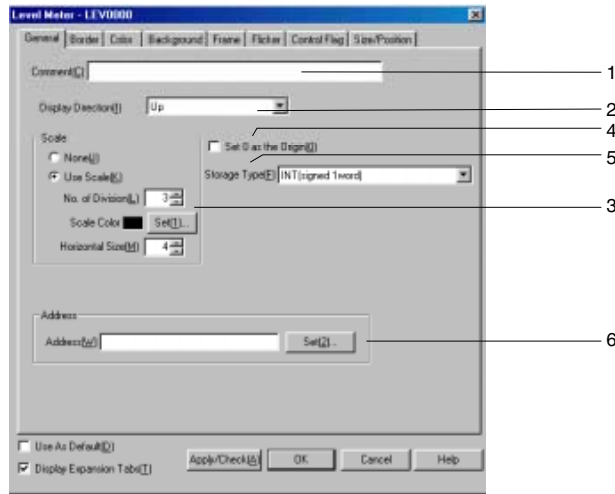 Level Meter - LEV0000
General Border Color Background Frame Flicker Control Flag Size/Position
Comment(C) 1
Display Direction(I) Up 2
4
Scale
Set 0 as the Origin(O)
None(J) 5
Use Scale(K) Storage Type(F) INT(signed 1word)
No. of Division(L) 3
3
Scale Color Set(1)...
Horizontal Size(M) 4
Address
Address(W) Set(2)... 6
Use As Default(D)
Display Expansion Tabs(T) Apply/Check(A) OK Cancel Help